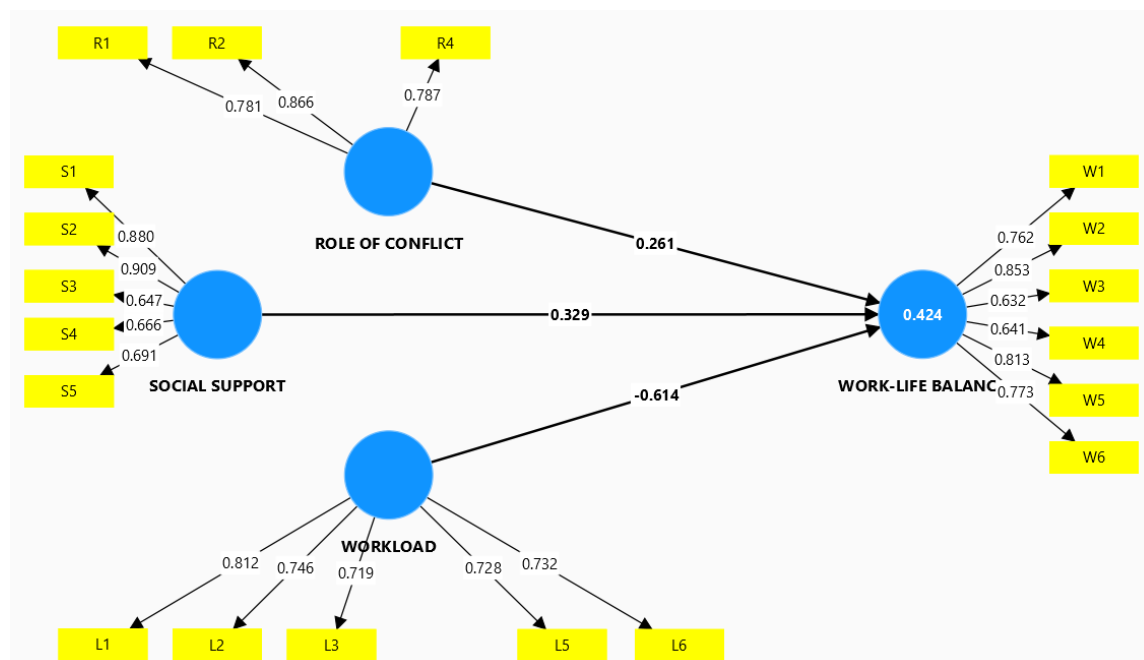 R1
R2
R4
0.781
0.866
0.787
S1
S2
S3
S4
S5
0.880
0.909
0.647
0.666
0.691
ROLE OF CONFLICT
SOCIAL SUPPORT
0.261
0.329
-0.614
0.424
WORK-LIFE BALANC
W1
W2
W3
W4
W5
W6
0.762
0.853
0.632
0.641
0.813
0.773
WORKLOAD
0.812
0.746
0.719
0.728
0.732
L1
L2
L3
L5
L6